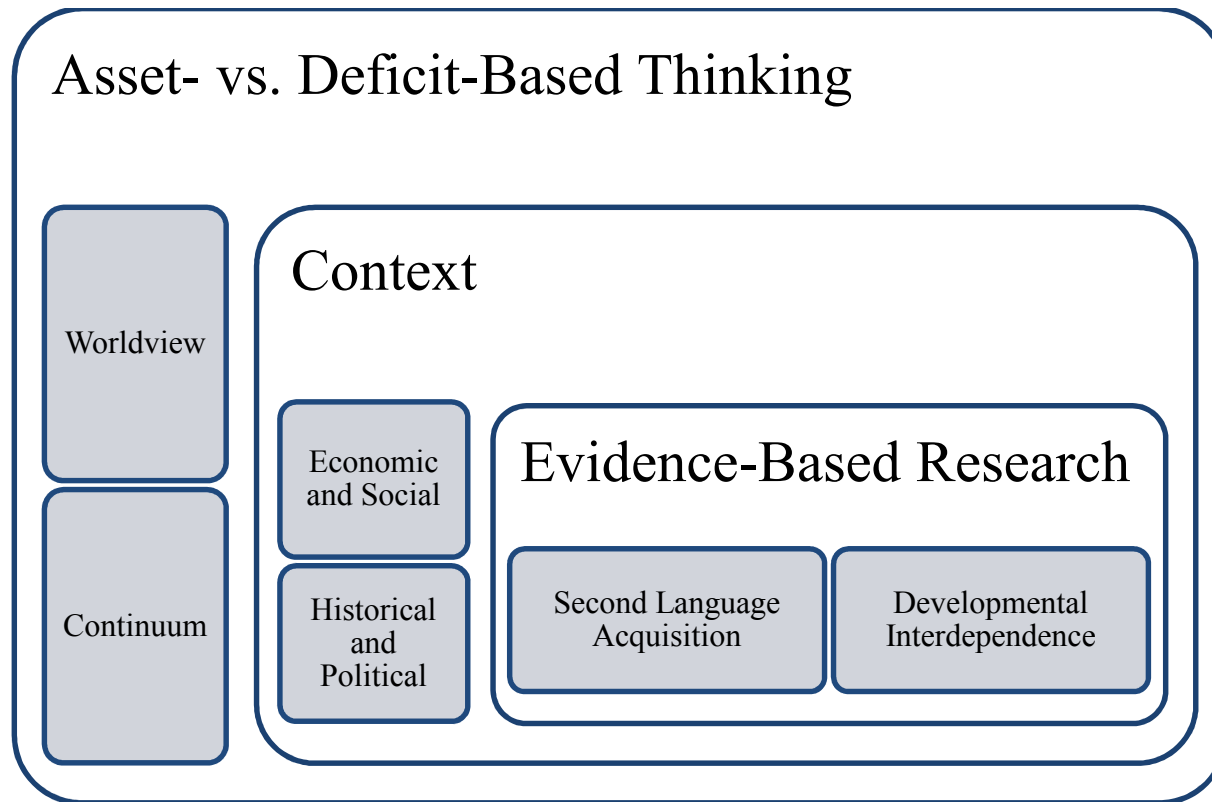 Asset- vs. Deficit-Based Thinking
Worldview
Continuum
Context
Economic
and Social
Historical
and
Political
Evidence-Based Research
Second Language
Acquisition
Developmental
Interdependence